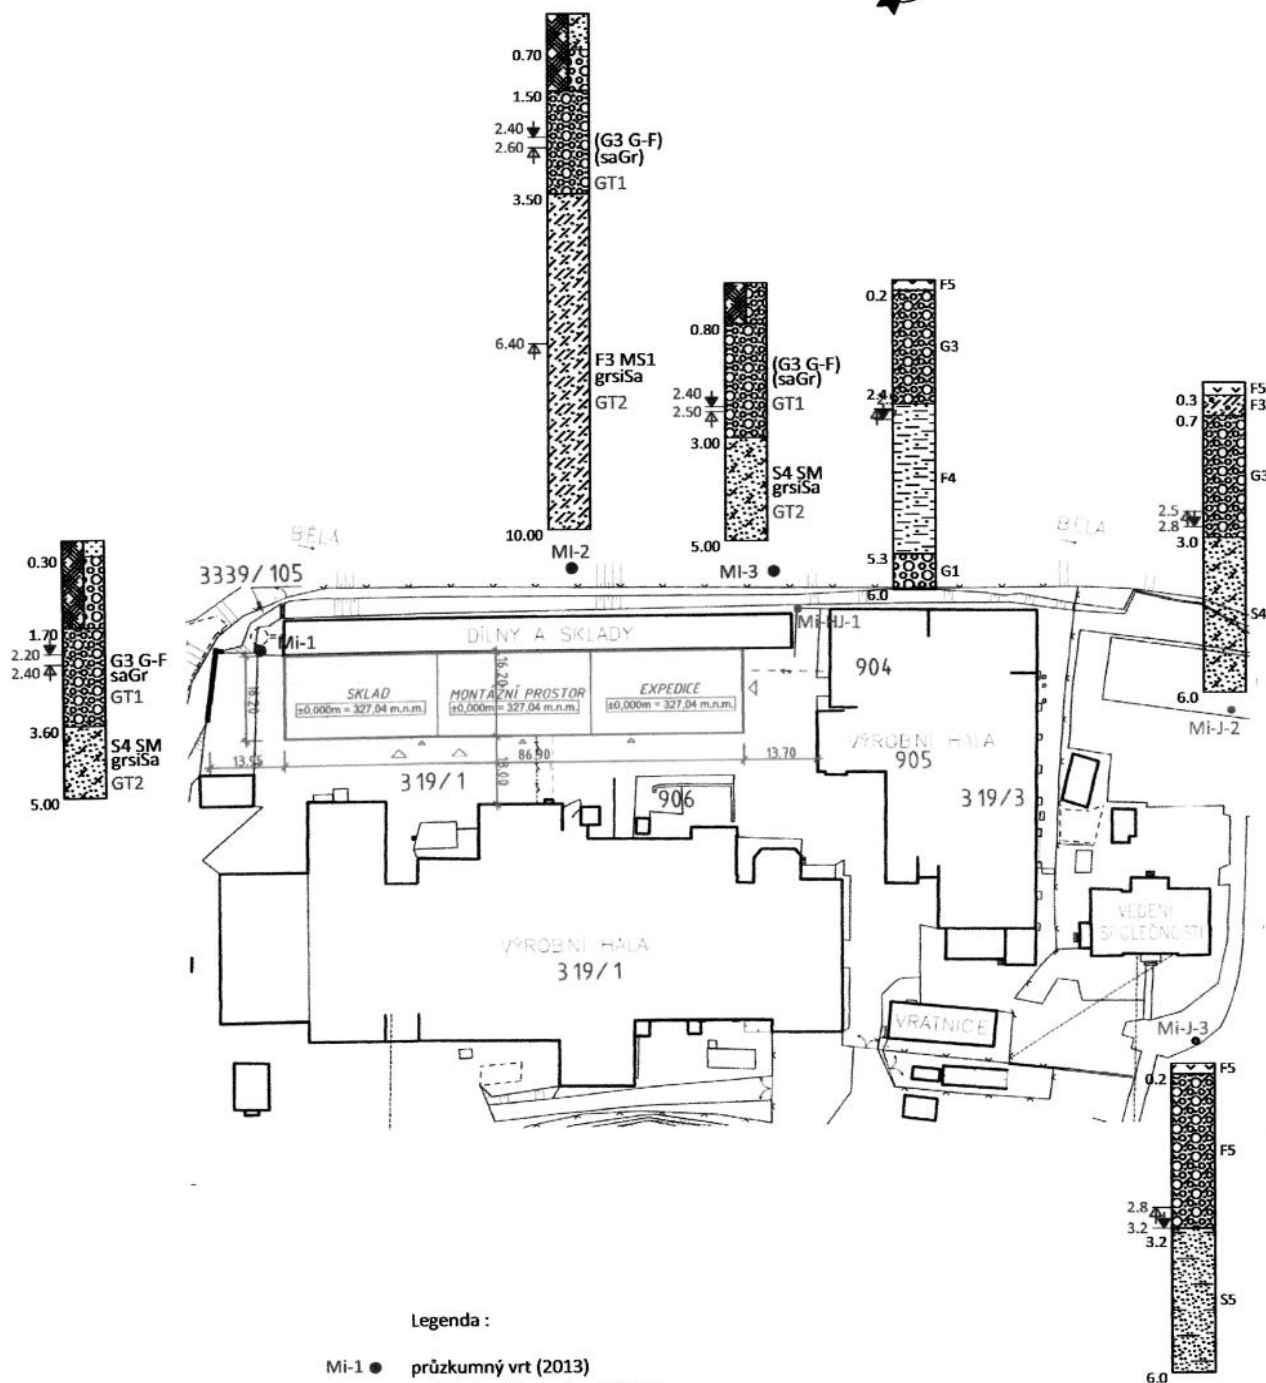 0.70
1.50
2.40
2.60
3.50
6.40
10.00
(G3 G-F)
(saGr)
GT1
F3 MS1
grsiSa
GT2
MI-2
0.80
2.40
2.50
3.00
5.00
(G3 G-F)
(saGr)
GT1
S4 SM
grsiSa
GT2
MI-3
0.2
2.4
5.3
6.0
F5
G3
F4
G1
0.3
0.7
2.5
2.8
3.0
6.0
F5
F3
G3
S4
Mi-J-2
0.30
1.70
2.20
2.40
3.60
5.00
G3 G-F
saGr
GT1
S4 SM
grsiSa
GT2
BĚLÁ
BĚLÁ
3339/105
Mi-1
Mi-HJ-1
DÍLNY A SKLADY
SKLAD
±0,000m = 327,04 m.n.m.
MONTÁŽNÍ PROSTOR
±0,000m = 327,04 m.n.m.
EXPEDICE
±0,000m = 327,04 m.n.m.
16.20
16.20
13.95
86.90
13.70
18.00
319/1
906
904
VÝROBNÍ HALA
905
319/3
VÝROBNÍ HALA
319/1
VEDENÍ
SPOLEČNOSTI
VRÁTNICE
Mi-J-3
0.2
2.8
3.2
3.2
6.0
F5
F5
S5
Legenda :
Mi-1 průzkumný vrt (2013)